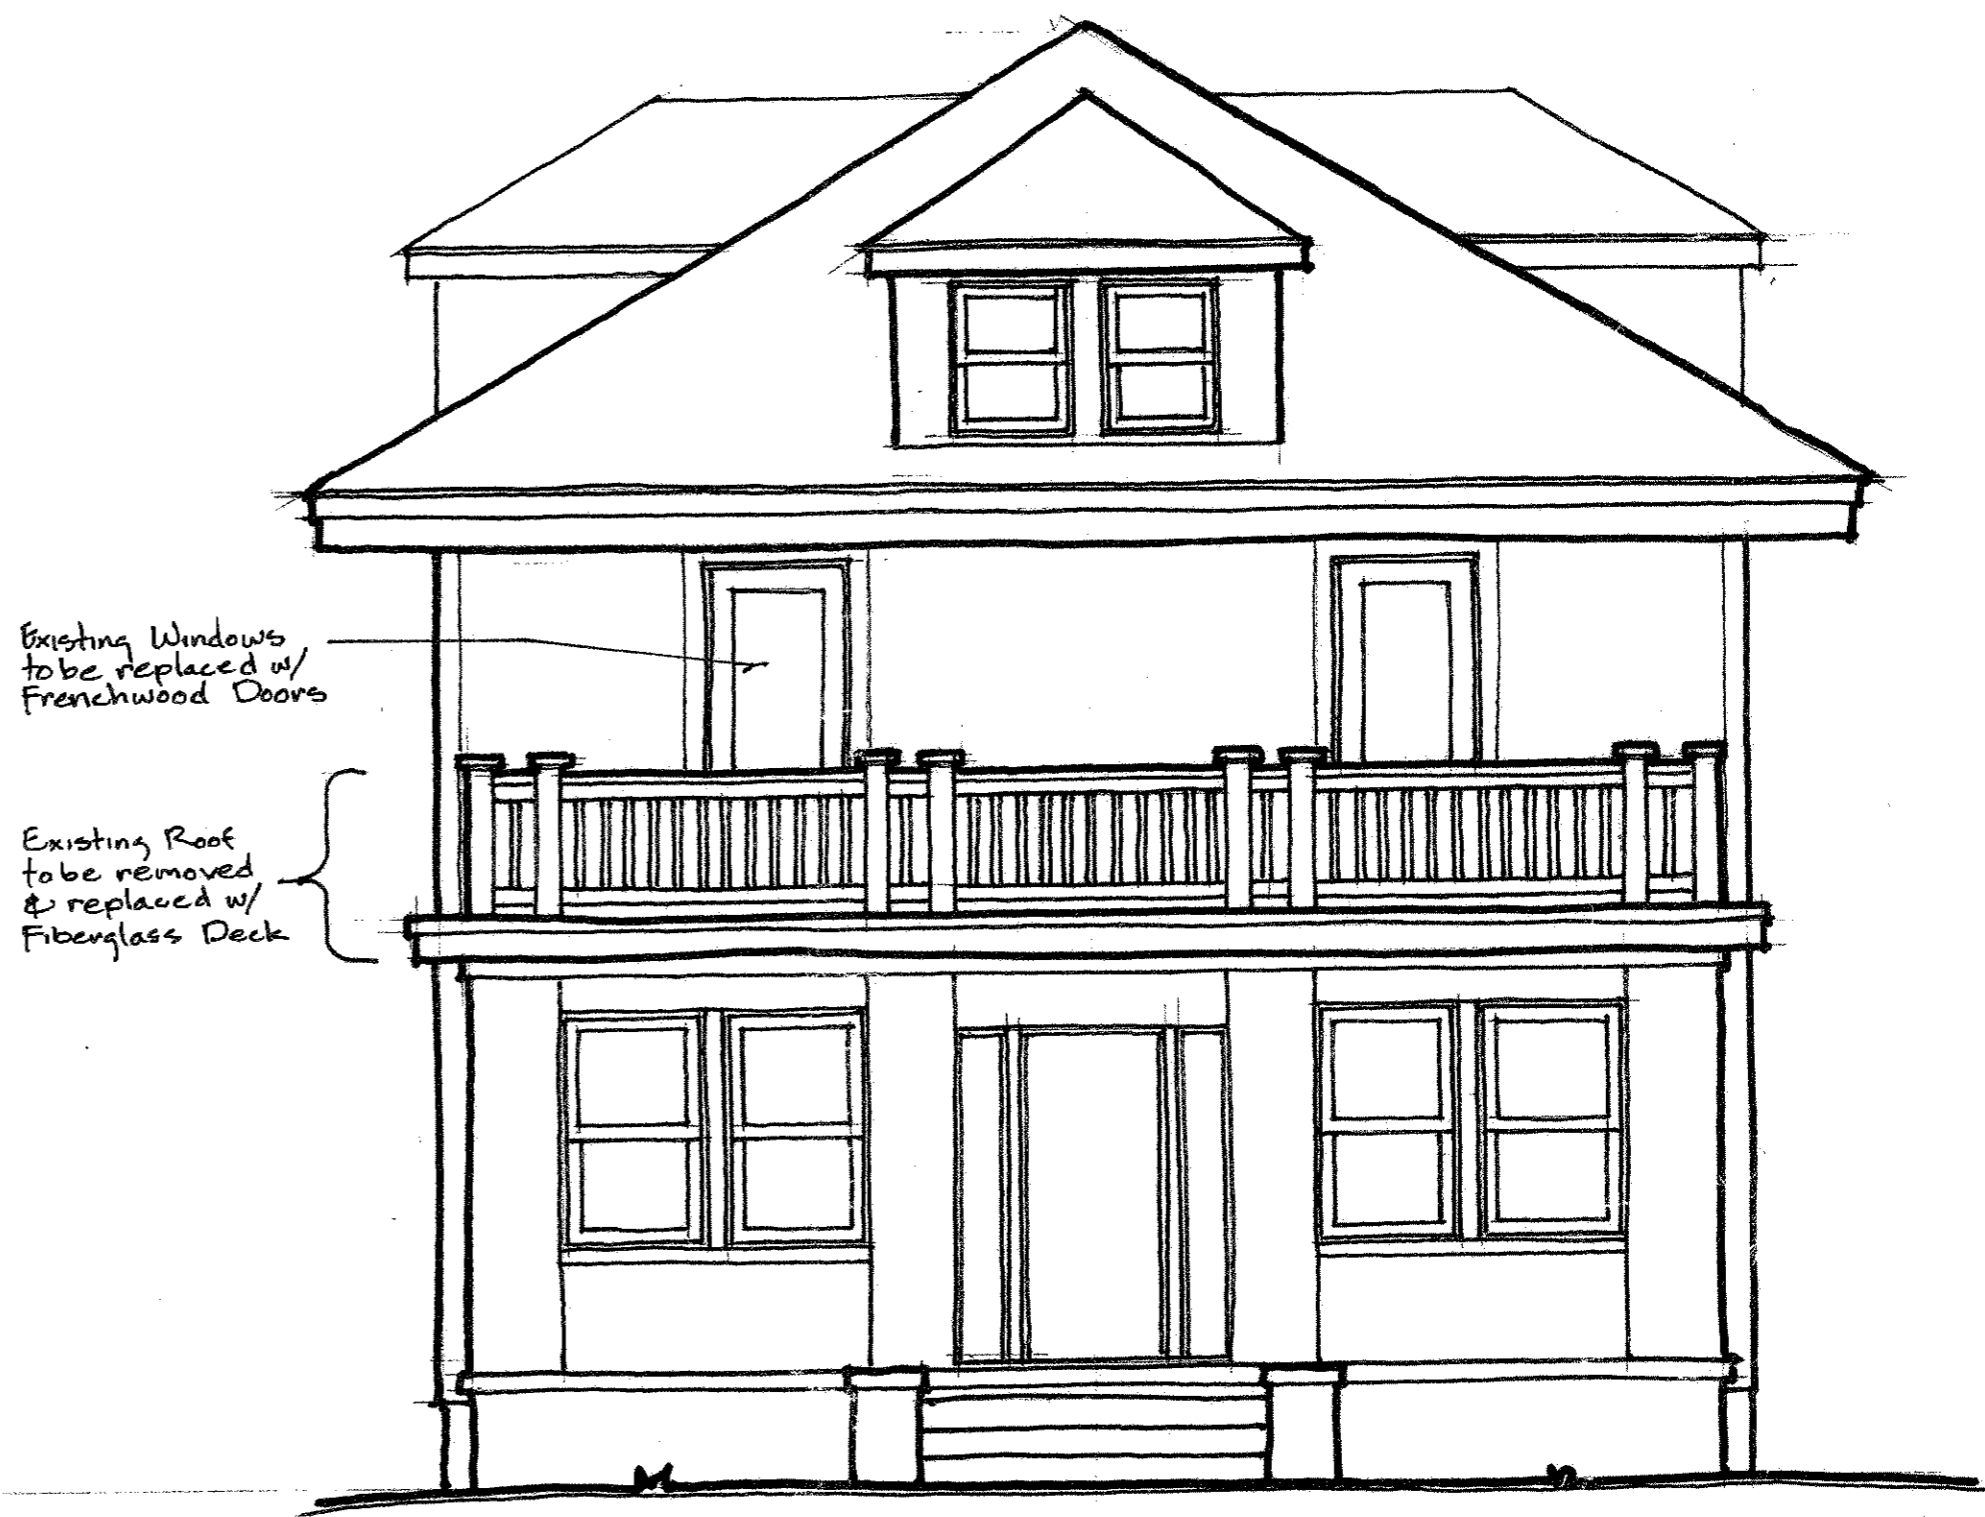 Existing Windows
to be replaced w/
Frenchwood Doors
Existing Roof
to be removed
& replaced w/
Fiberglass Deck